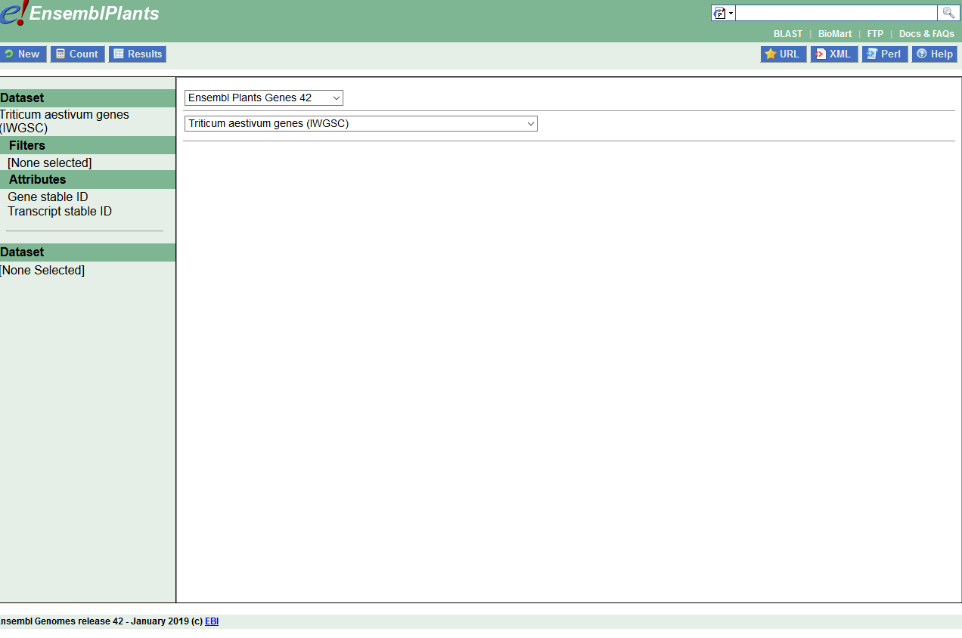 e!EnsemblPlants
BLAST | BioMart | FTP | Docs & FAQs
New Count Results
URL XML Perl Help
Dataset
Triticum aestivum genes
(IWGSC)
Filters
[None selected]
Attributes
Gene stable ID
Transcript stable ID
Dataset
[None Selected]
Ensembl Plants Genes 42
Triticum aestivum genes (IWGSC)
nsembl Genomes release 42 - January 2019 (c) EBI